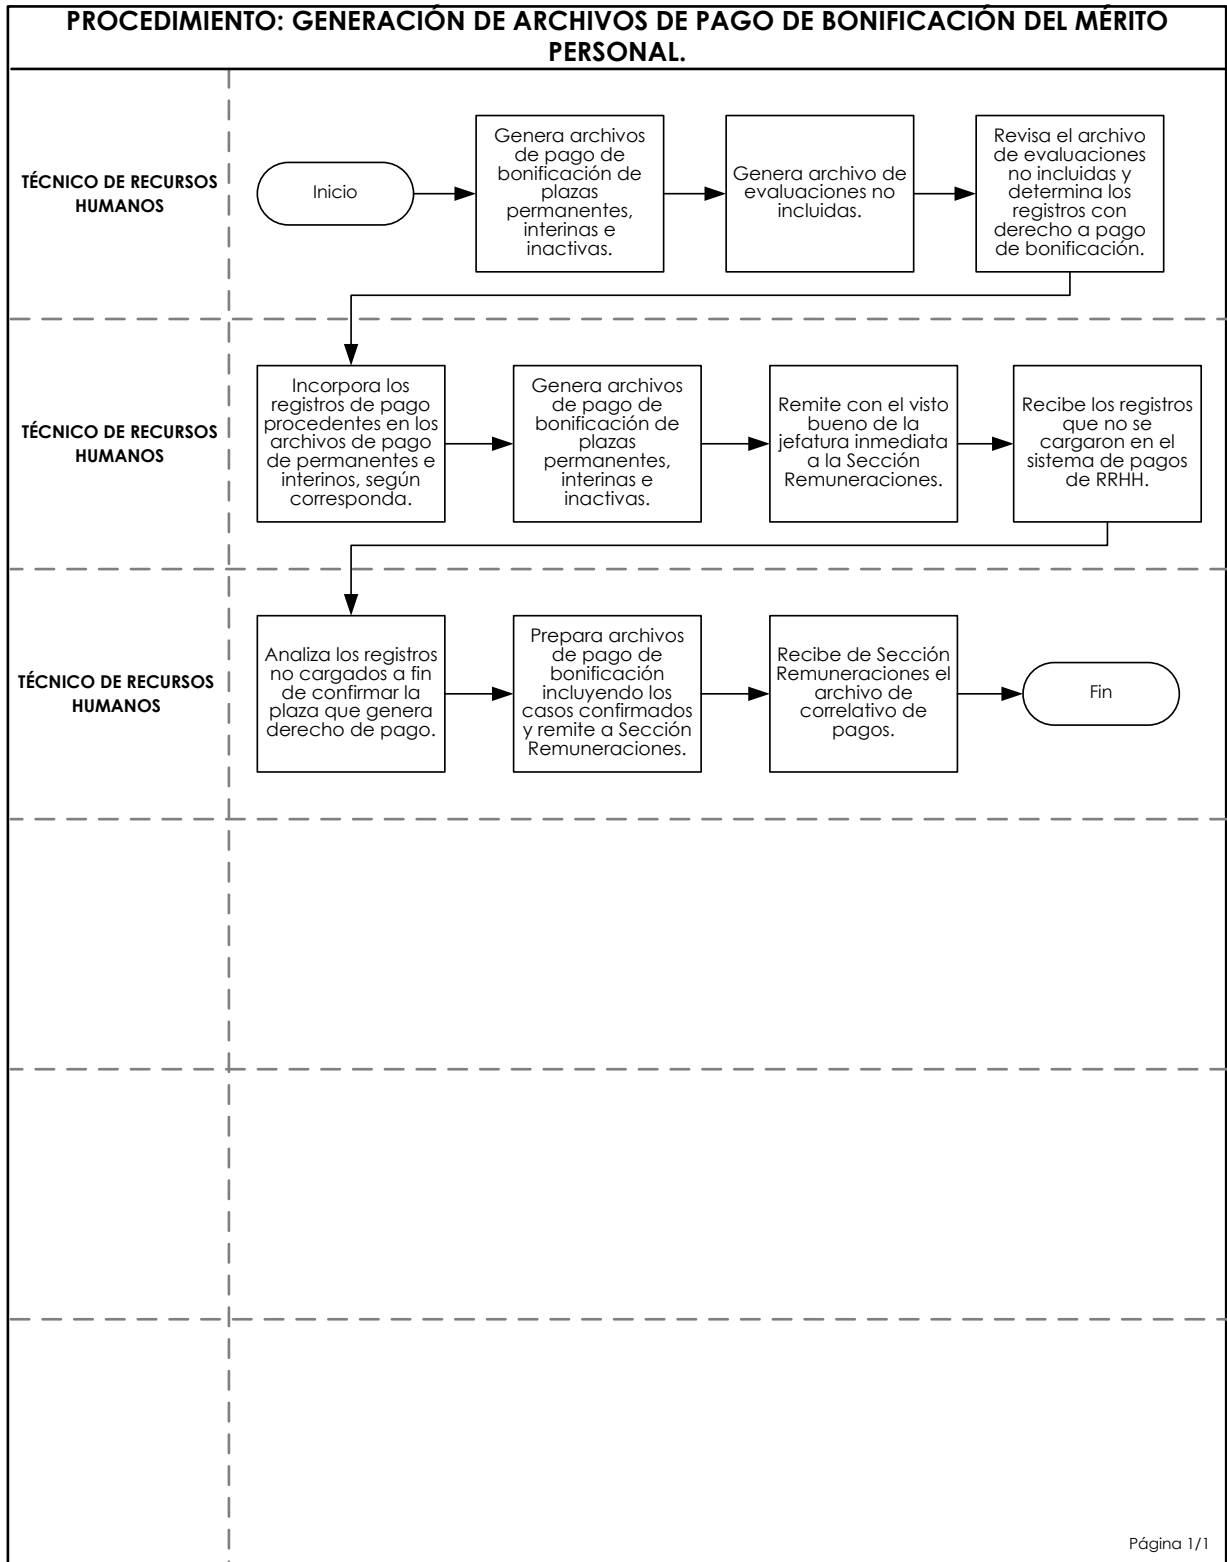 PROCEDIMIENTO: GENERACIÓN DE ARCHIVOS DE PAGO DE BONIFICACIÓN DEL MÉRITO
PERSONAL.
TÉCNICO DE RECURSOS
HUMANOS
Inicio
Genera archivos
de pago de
bonificación de
plazas
permanentes,
interinas e
inactivas.
Genera archivo de
evaluaciones no
incluidas.
Revisa el archivo
de evaluaciones
no incluidas y
determina los
registros con
derecho a pago
de bonificación.
TÉCNICO DE RECURSOS
HUMANOS
Incorpora los
registros de pago
procedentes en los
archivos de pago
de permanentes e
interinos, según
corresponda.
Genera archivos
de pago de
bonificación de
plazas
permanentes,
interinas e
inactivas.
Remite con el visto
bueno de la
jefatura inmediata
a la Sección
Remuneraciones.
Recibe los registros
que no se
cargaron en el
sistema de pagos
de RRHH.
TÉCNICO DE RECURSOS
HUMANOS
Analiza los registros
no cargados a fin
de confirmar la
plaza que genera
derecho de pago.
Prepara archivos
de pago de
bonificación
incluyendo los
casos confirmados
y remite a Sección
Remuneraciones.
Recibe de Sección
Remuneraciones el
archivo de
correlativo de
pagos.
Fin
Página 1/1